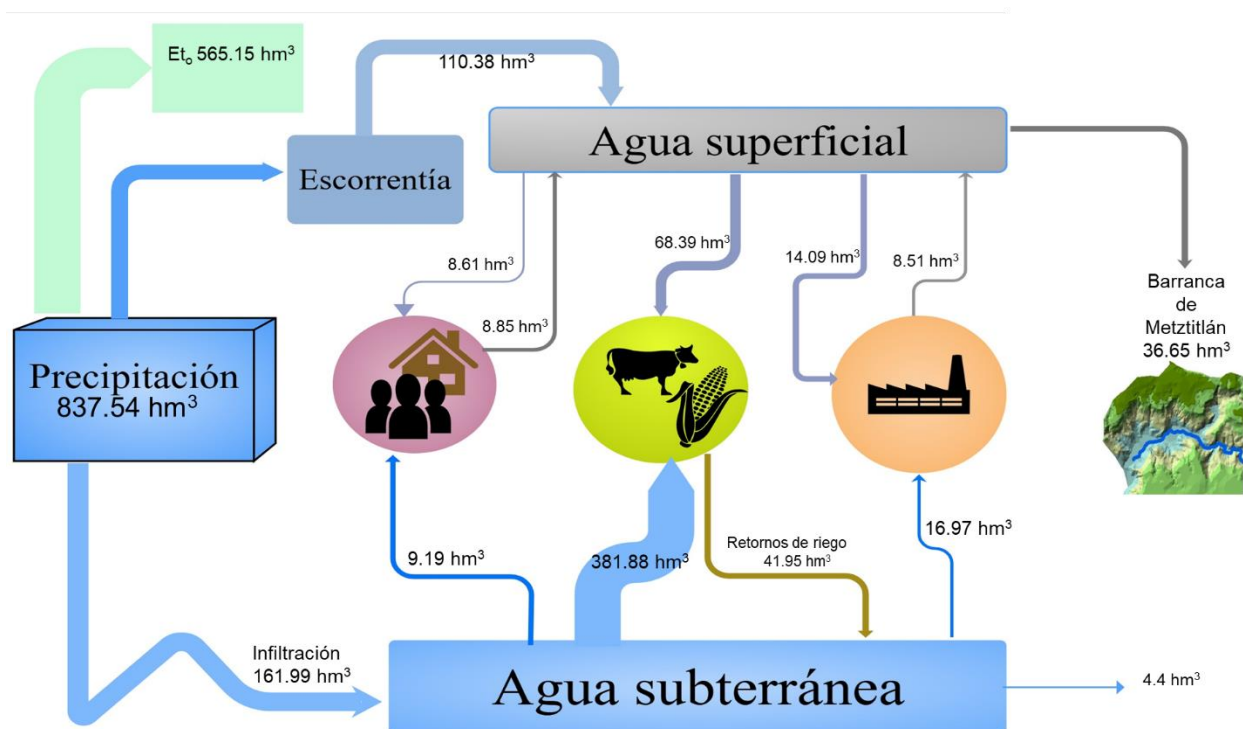 Etₒ 565.15 hm³
110.38 hm³
Agua superficial
Escorrentía
8.61 hm³
68.39 hm³
14.09 hm³
8.51 hm³
8.85 hm³
Barranca
de
Metztitlán
36.65 hm³
Precipitación
837.54 hm³
9.19 hm³
381.88 hm³
Retornos de riego
41.95 hm³
16.97 hm³
Infiltración
161.99 hm³
Agua subterránea
4.4 hm³